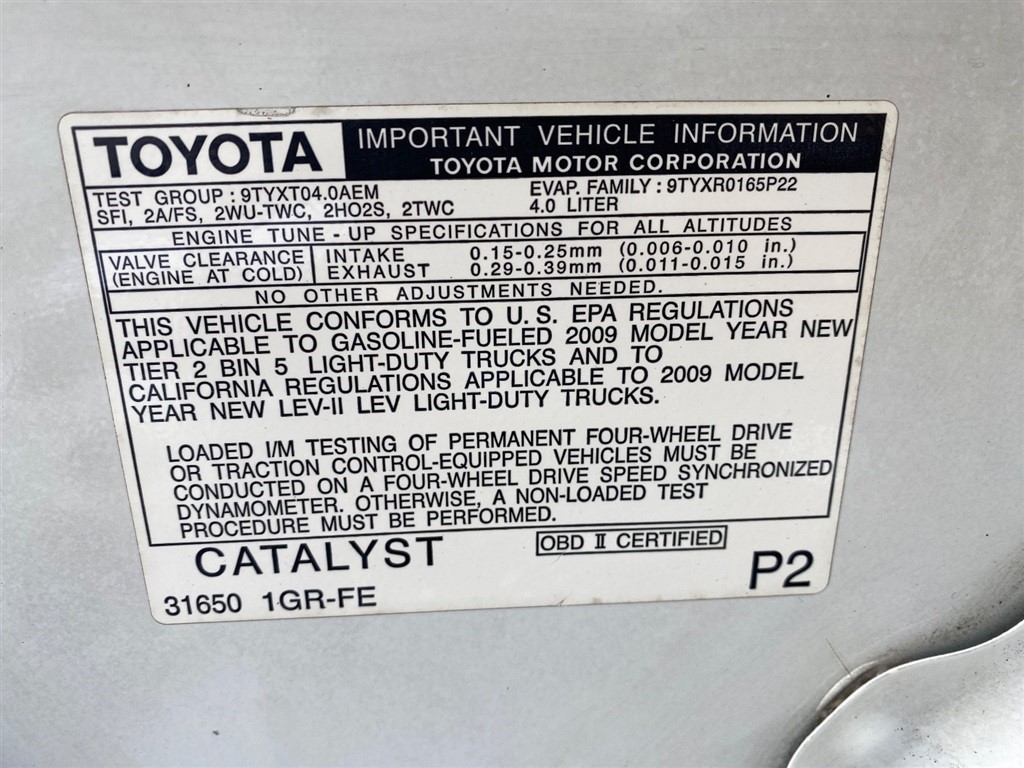 TOYOTA
IMPORTANT VEHICLE INFORMATION
TOYOTA MOTOR CORPORATION
TEST GROUP : 9TYXT04.0AEM EVAP. FAMILY : 9TYXR0165P22
SFI, 2A/FS, 2WU-TWC, 2HO2S, 2TWC 4.0 LITER
ENGINE TUNE - UP SPECIFICATIONS FOR ALL ALTITUDES
VALVE CLEARANCE INTAKE 0.15-0.25mm (0.006-0.010 in.)
(ENGINE AT COLD) EXHAUST 0.29-0.39mm (0.011-0.015 in.)
NO OTHER ADJUSTMENTS NEEDED.
THIS VEHICLE CONFORMS TO U.S. EPA REGULATIONS
APPLICABLE TO GASOLINE-FUELED 2009 MODEL YEAR NEW
TIER 2 BIN 5 LIGHT-DUTY TRUCKS AND TO
CALIFORNIA REGULATIONS APPLICABLE TO 2009 MODEL
YEAR NEW LEV-II LEV LIGHT-DUTY TRUCKS.
LOADED I/M TESTING OF PERMANENT FOUR-WHEEL DRIVE
OR TRACTION CONTROL-EQUIPPED VEHICLES MUST BE
CONDUCTED ON A FOUR-WHEEL DRIVE SPEED SYNCHRONIZED
DYNAMOMETER. OTHERWISE, A NON-LOADED TEST
PROCEDURE MUST BE PERFORMED.
CATALYST OBD II CERTIFIED
31650 1GR-FE P2